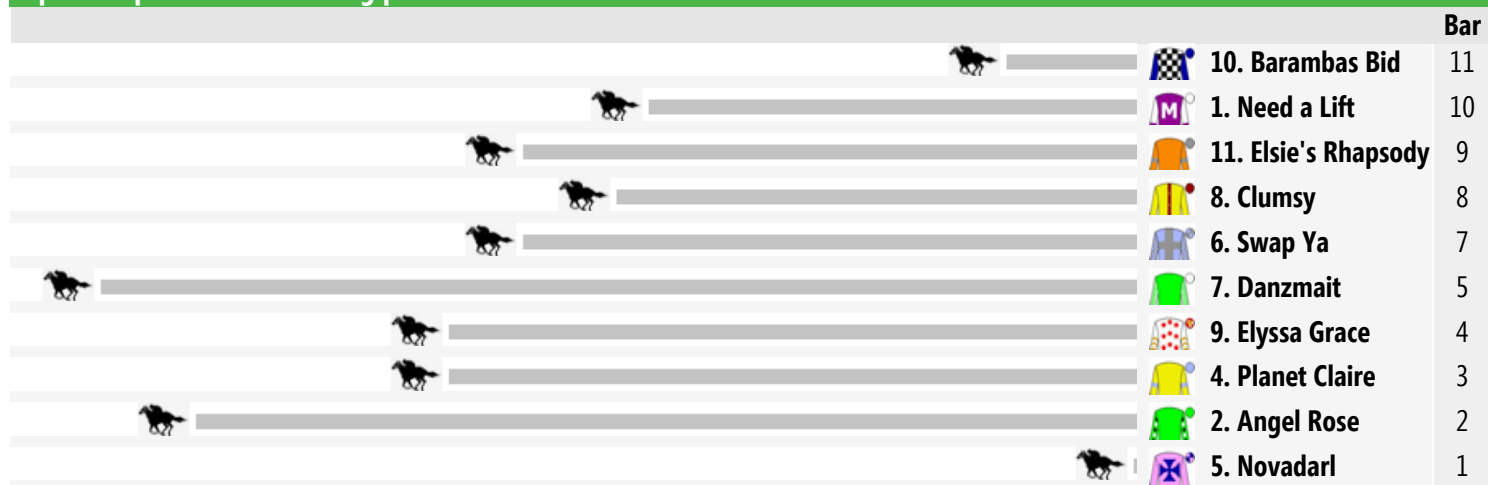 Bar
10. Barambas Bid 11
M 1. Need a Lift 10
11. Elsie's Rhapsody 9
8. Clumsy 8
6. Swap Ya 7
7. Danzmait 5
9. Elyssa Grace 4
4. Planet Claire 3
2. Angel Rose 2
5. Novadarl 1